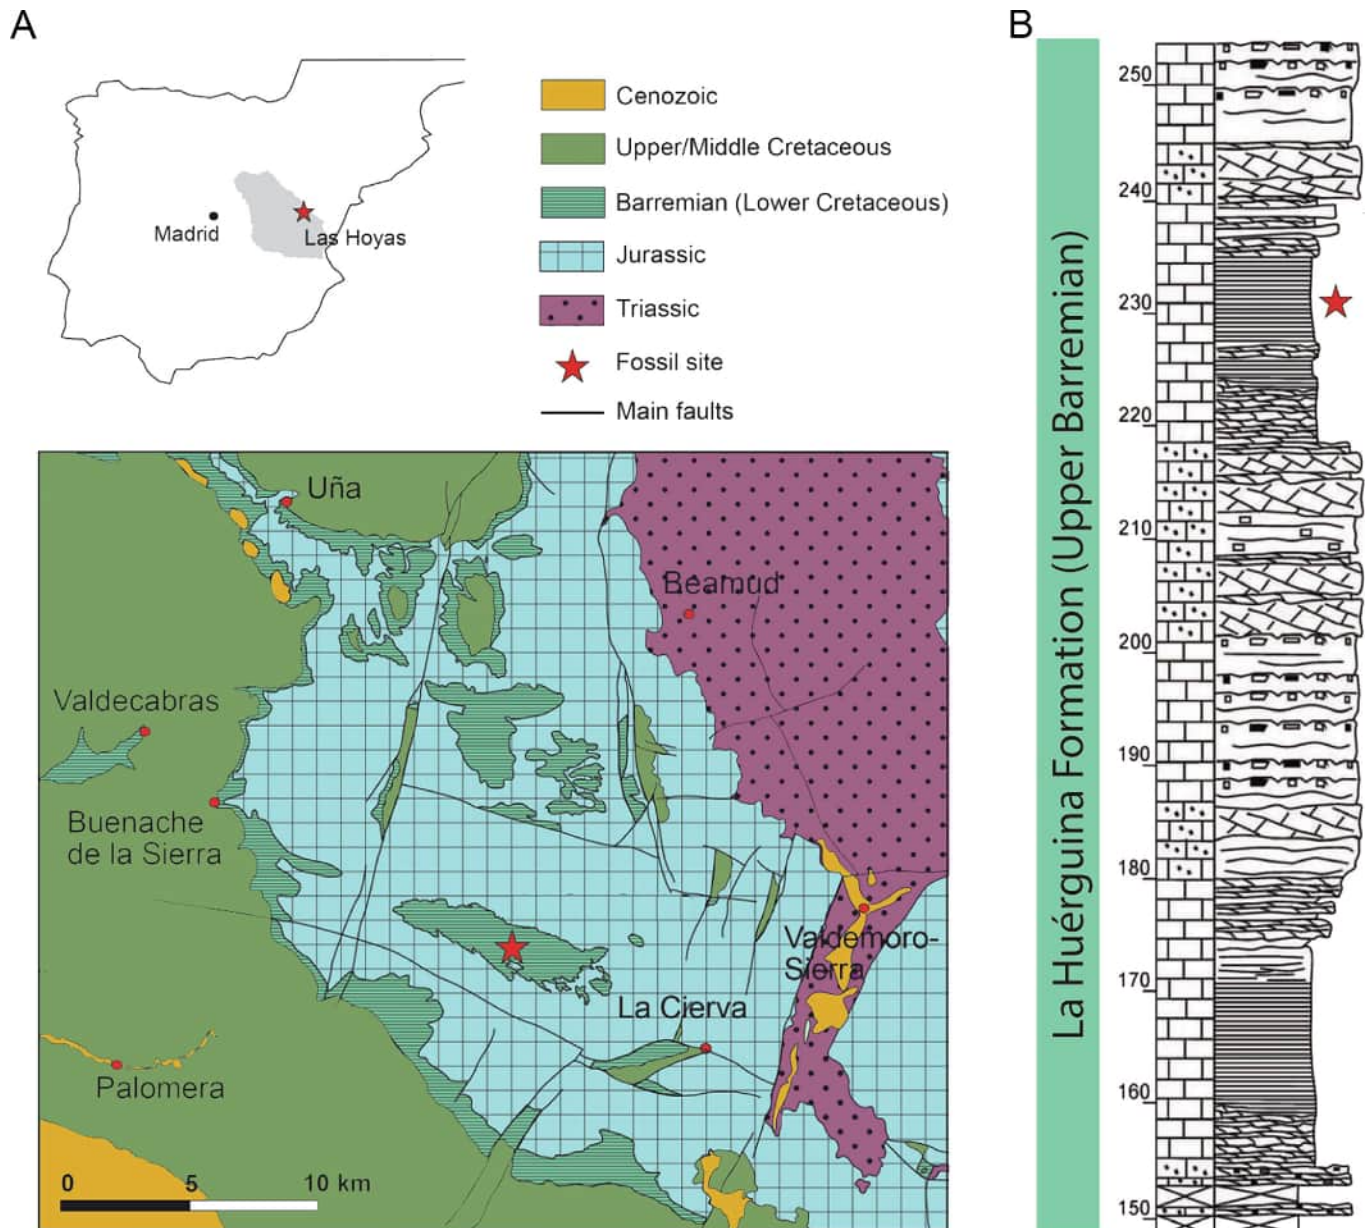 A
B
Madrid
Las Hoyas
Cenozoic
Upper/Middle Cretaceous
Barremian (Lower Cretaceous)
Jurassic
Triassic
Fossil site
Main faults
Uña
Beamud
Valdecabras
Buenache
de la Sierra
Valdemoro-
Sierra
La Cierva
Palomera
0 5 10 km
La Huérguina Formation (Upper Barremian)
250
240
230
220
210
200
190
180
170
160
150